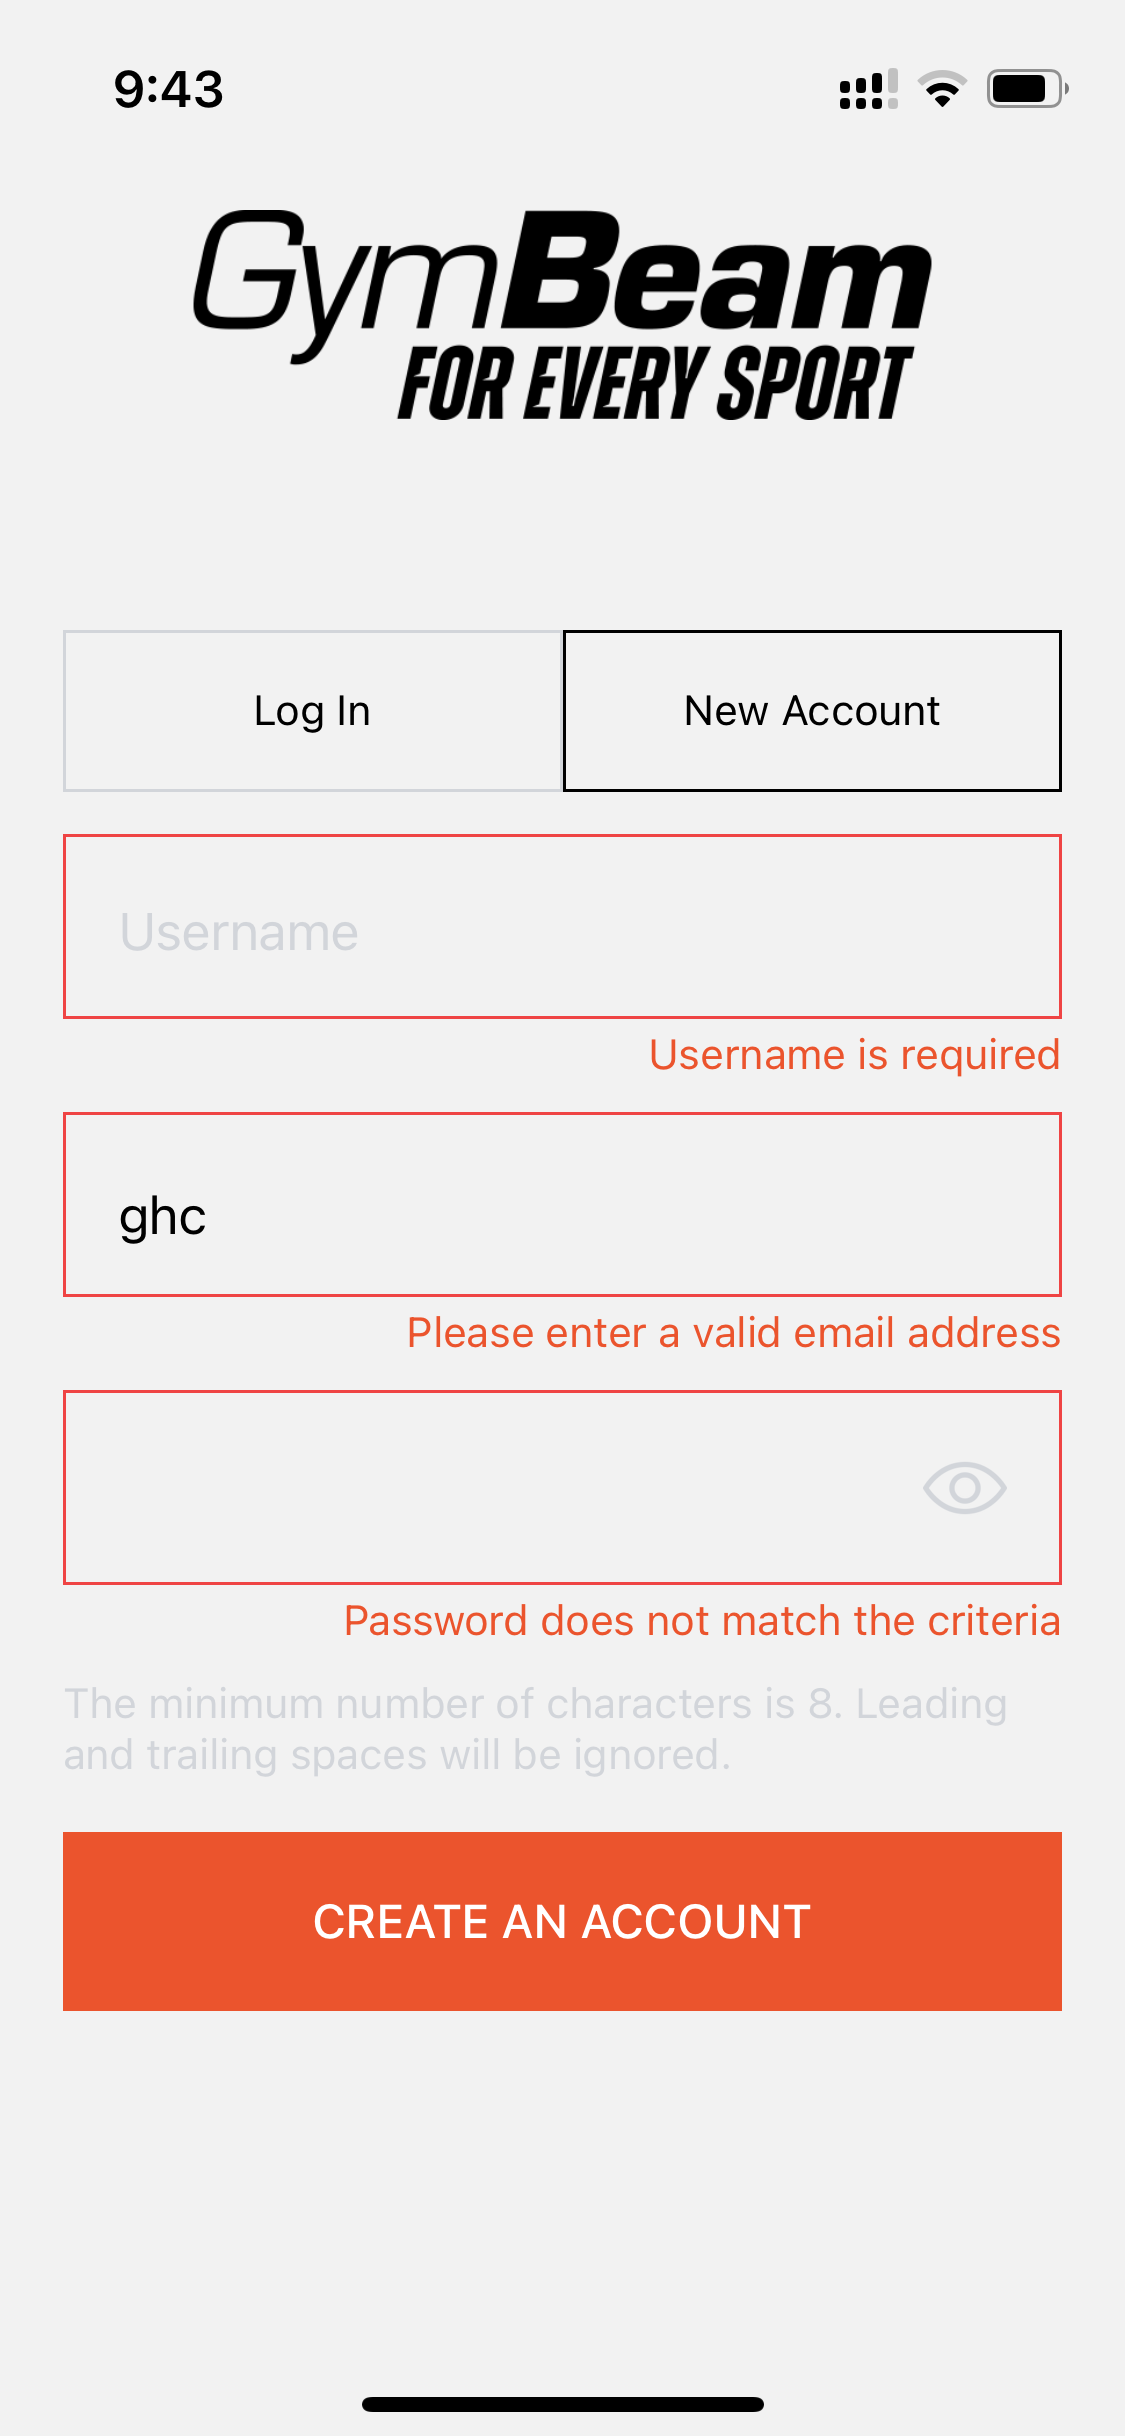 9:43
GymBeam
FOR EVERY SPORT
Log In
New Account
Username
Username is required
ghc
Please enter a valid email address
Password does not match the criteria
The minimum number of characters is 8. Leading
and trailing spaces will be ignored.
CREATE AN ACCOUNT